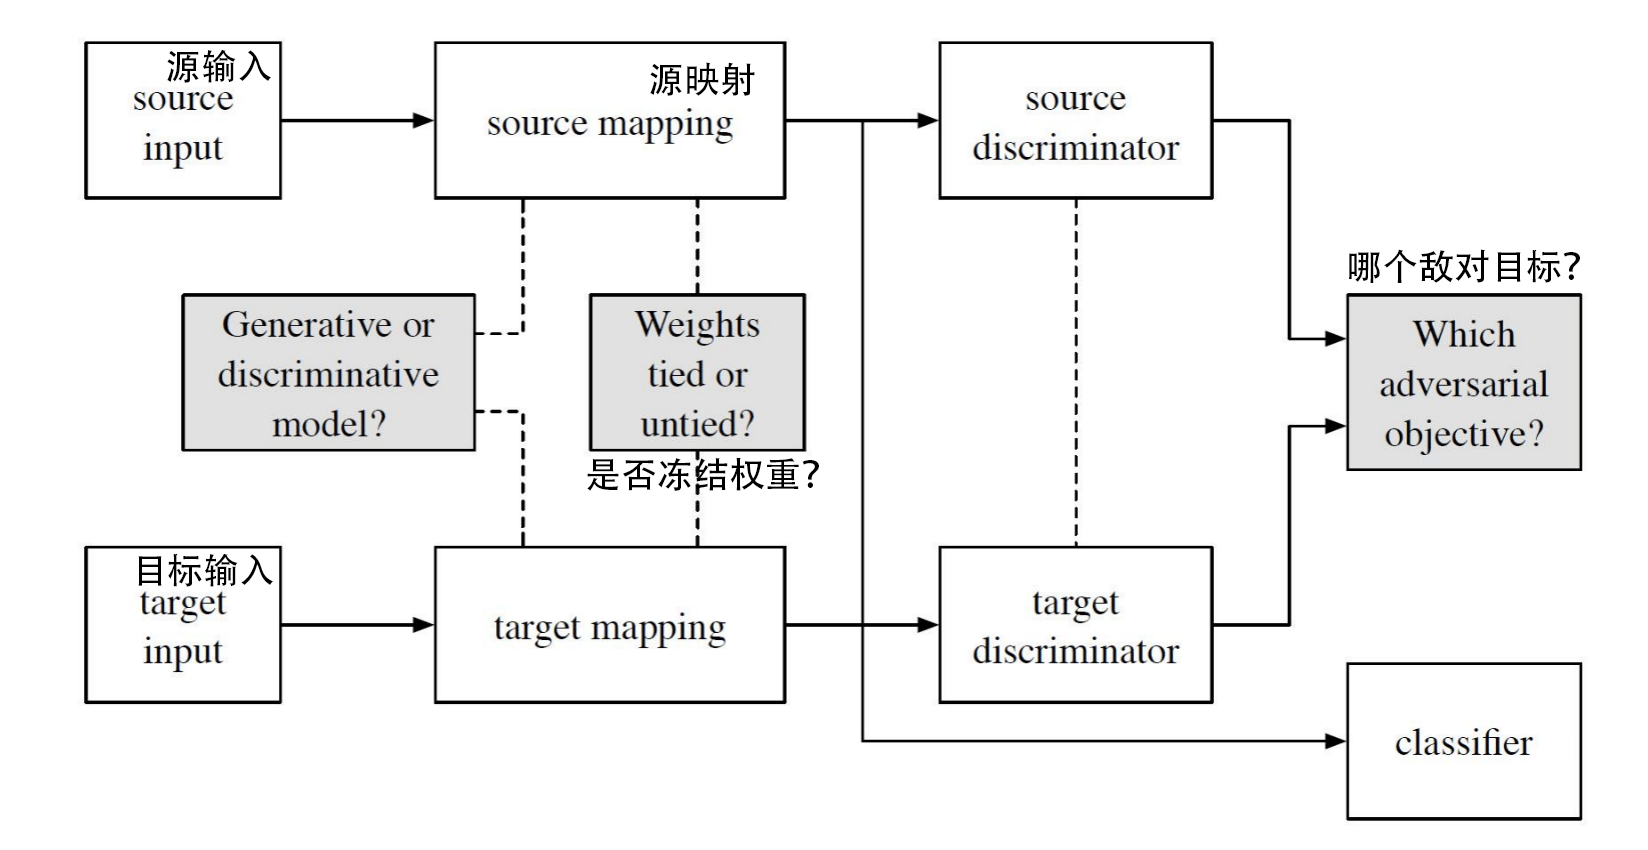 源输入
source
input
源映射
source mapping
source
discriminator
Generative or
discriminative
model?
Weights
tied or
untied?
是否冻结权重？
哪个敌对目标？
Which
adversarial
objective?
目标输入
target
input
target mapping
target
discriminator
classifier